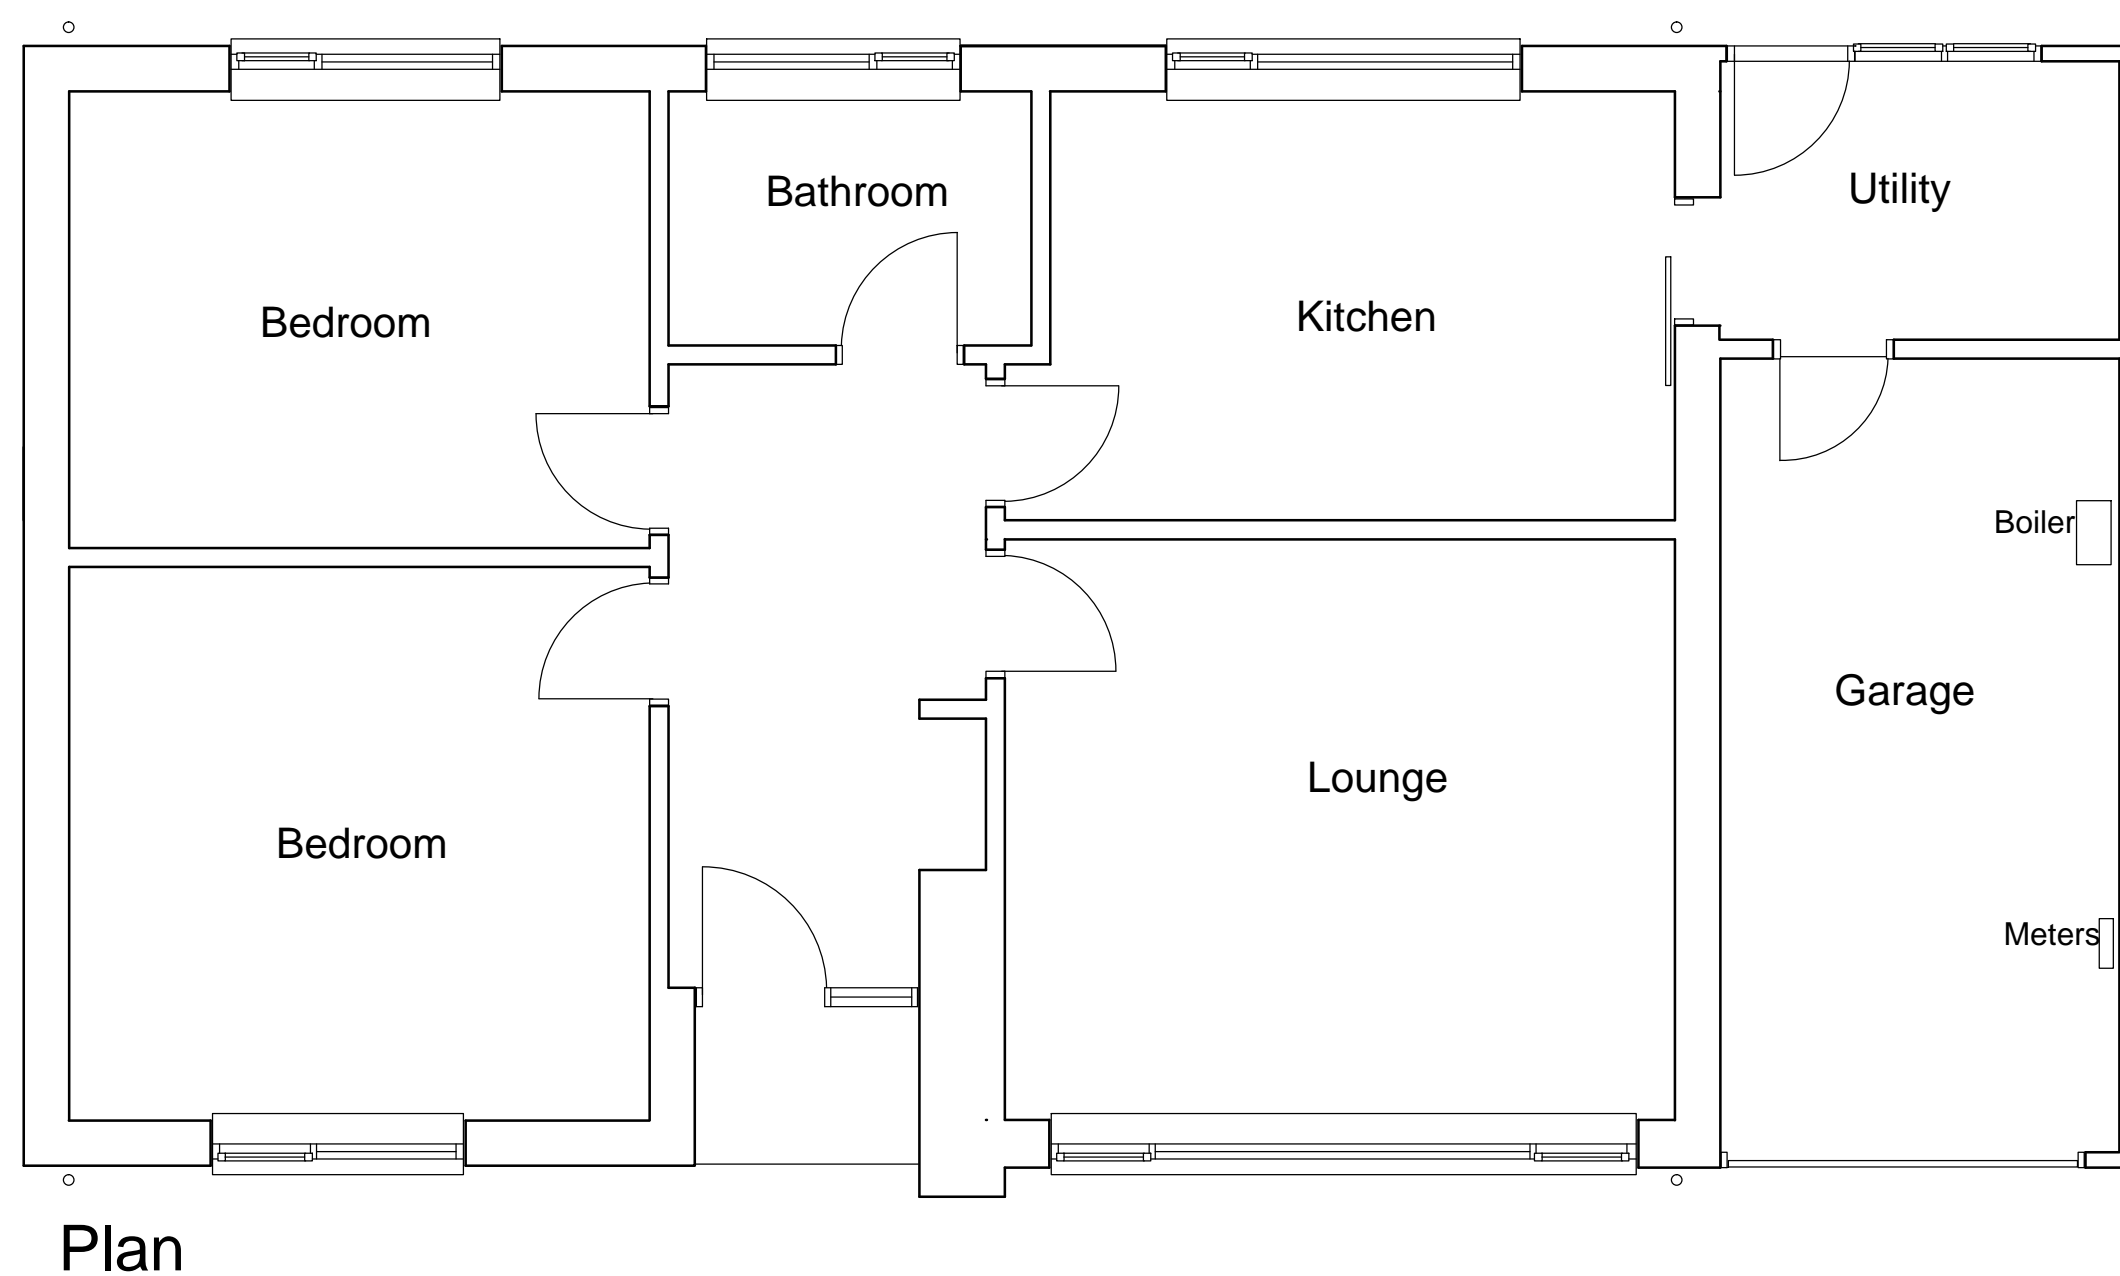 Bathroom
Utility
Bedroom
Kitchen
Boiler
Garage
Lounge
Bedroom
Meters
Plan